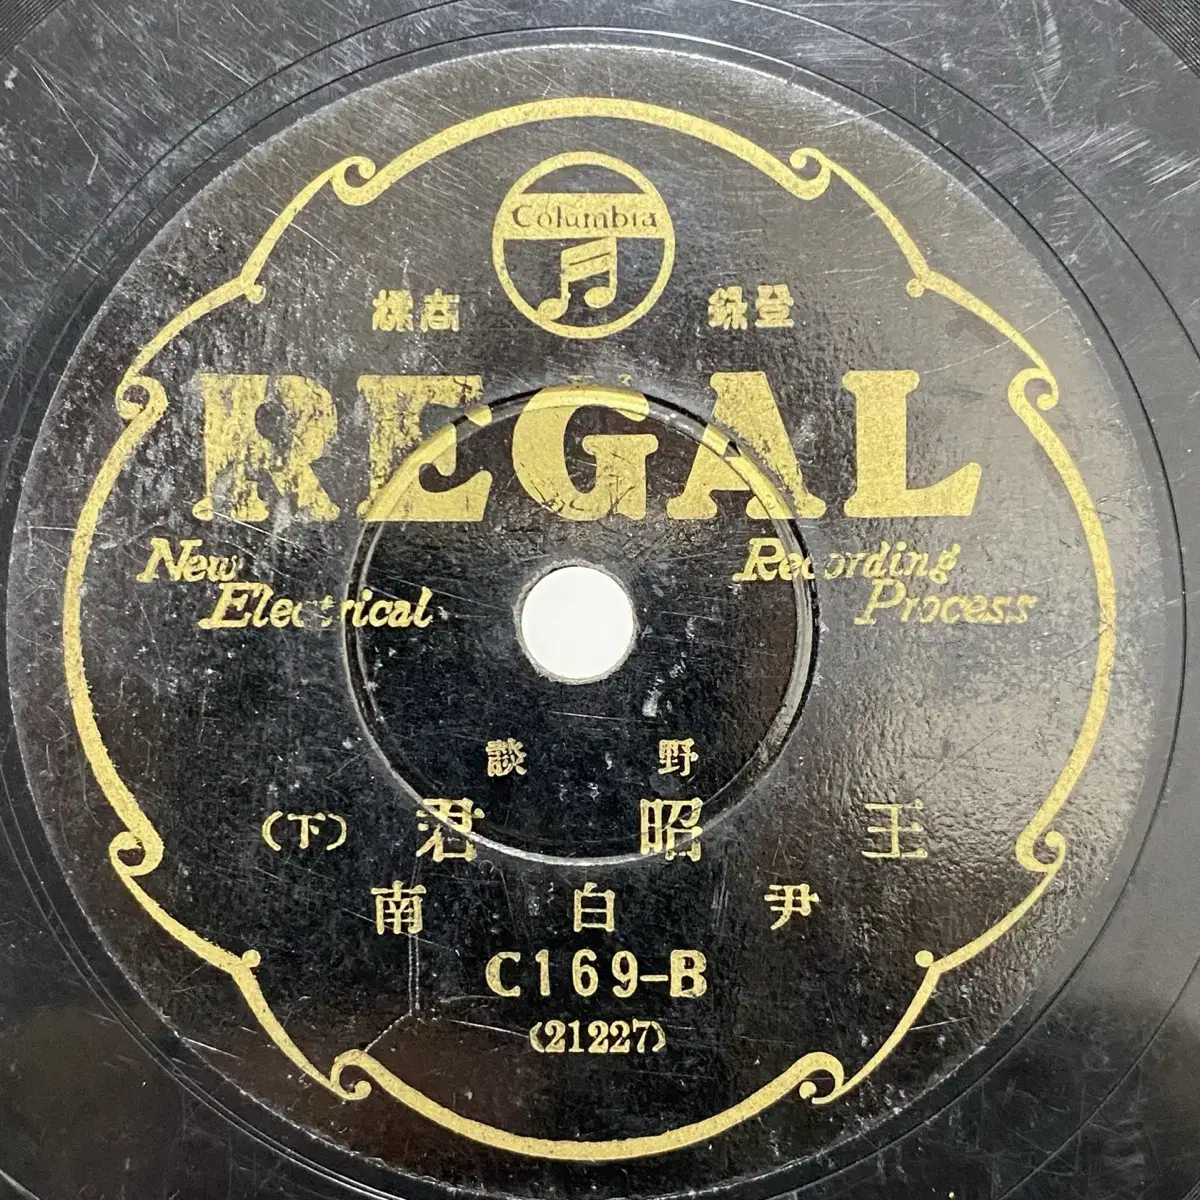 Columbia
登錄 商標
REGAL
New Electrical
Recording Process
野談
王昭君 (下)
尹白南
C169-B
(21227)